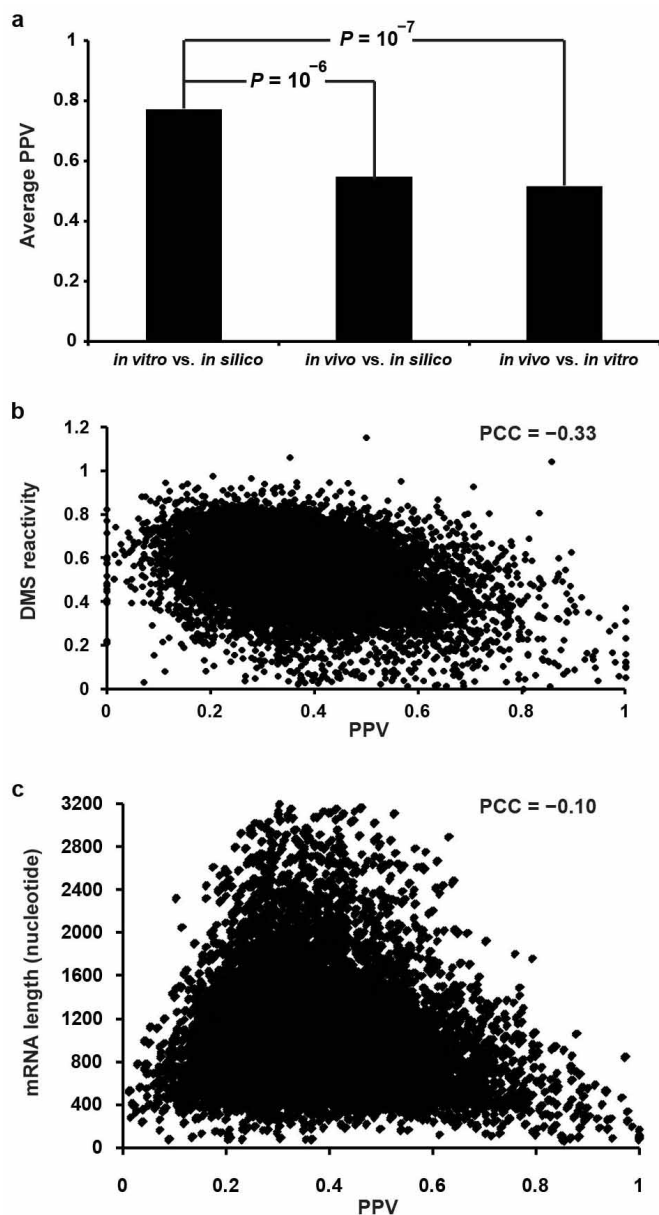 a
P = 10⁻⁷
P = 10⁻⁶
Average PPV
1
0.8
0.6
0.4
0.2
0
in vitro vs. in silico
in vivo vs. in silico
in vivo vs. in vitro
b
PCC = −0.33
DMS reactivity
1.2
1
0.8
0.6
0.4
0.2
0
0 0.2 0.4 0.6 0.8 1
PPV
c
PCC = −0.10
mRNA length (nucleotide)
3200
2800
2400
2000
1600
1200
800
400
0
0 0.2 0.4 0.6 0.8 1
PPV